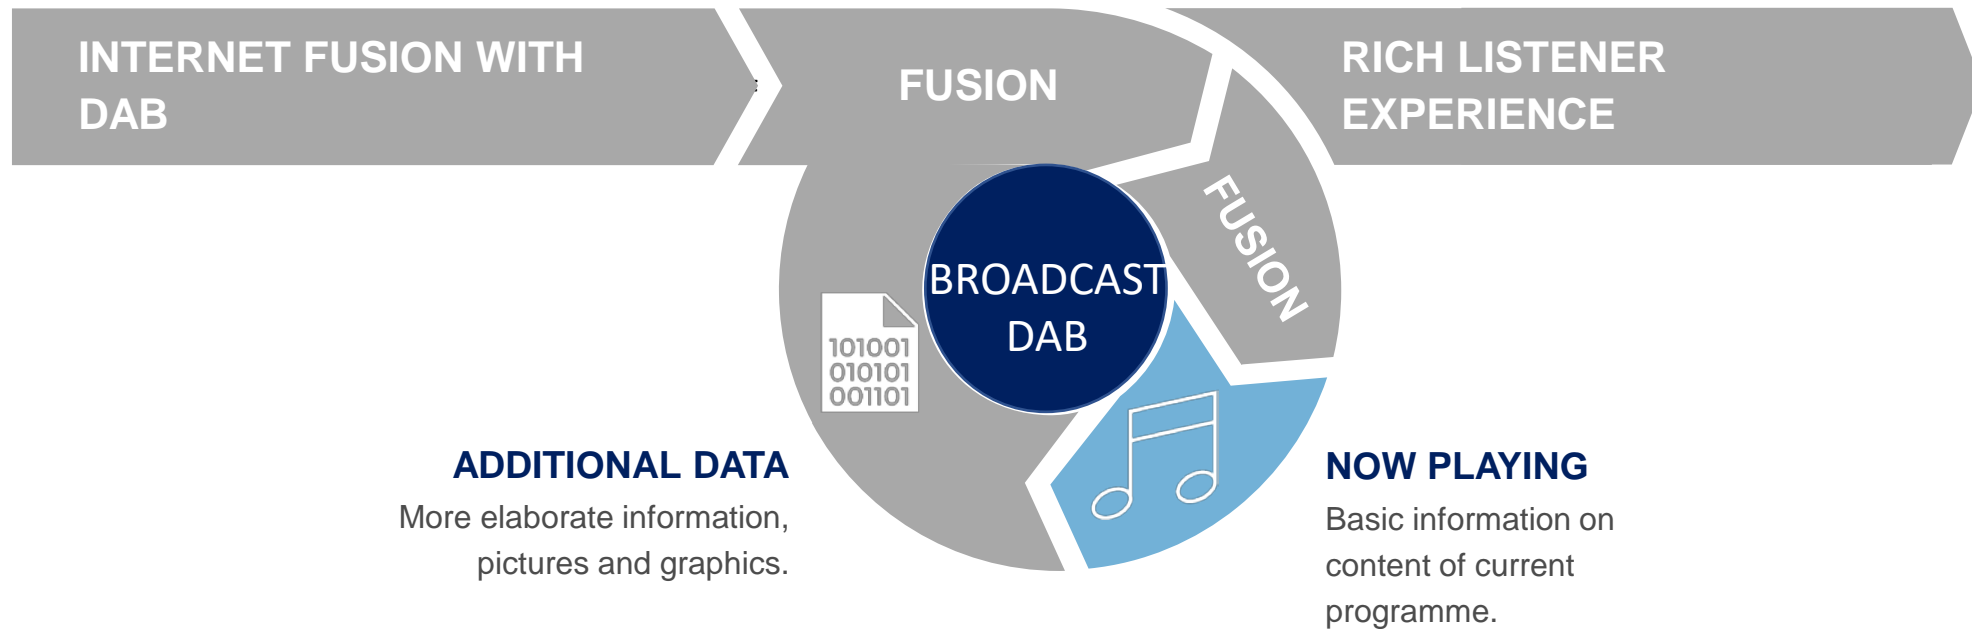 INTERNET FUSION WITH
DAB
FUSION
RICH LISTENER
EXPERIENCE
FUSION
BROADCAST
DAB
101001
010101
001101
ADDITIONAL DATA
More elaborate information,
pictures and graphics.
NOW PLAYING
Basic information on
content of current
programme.